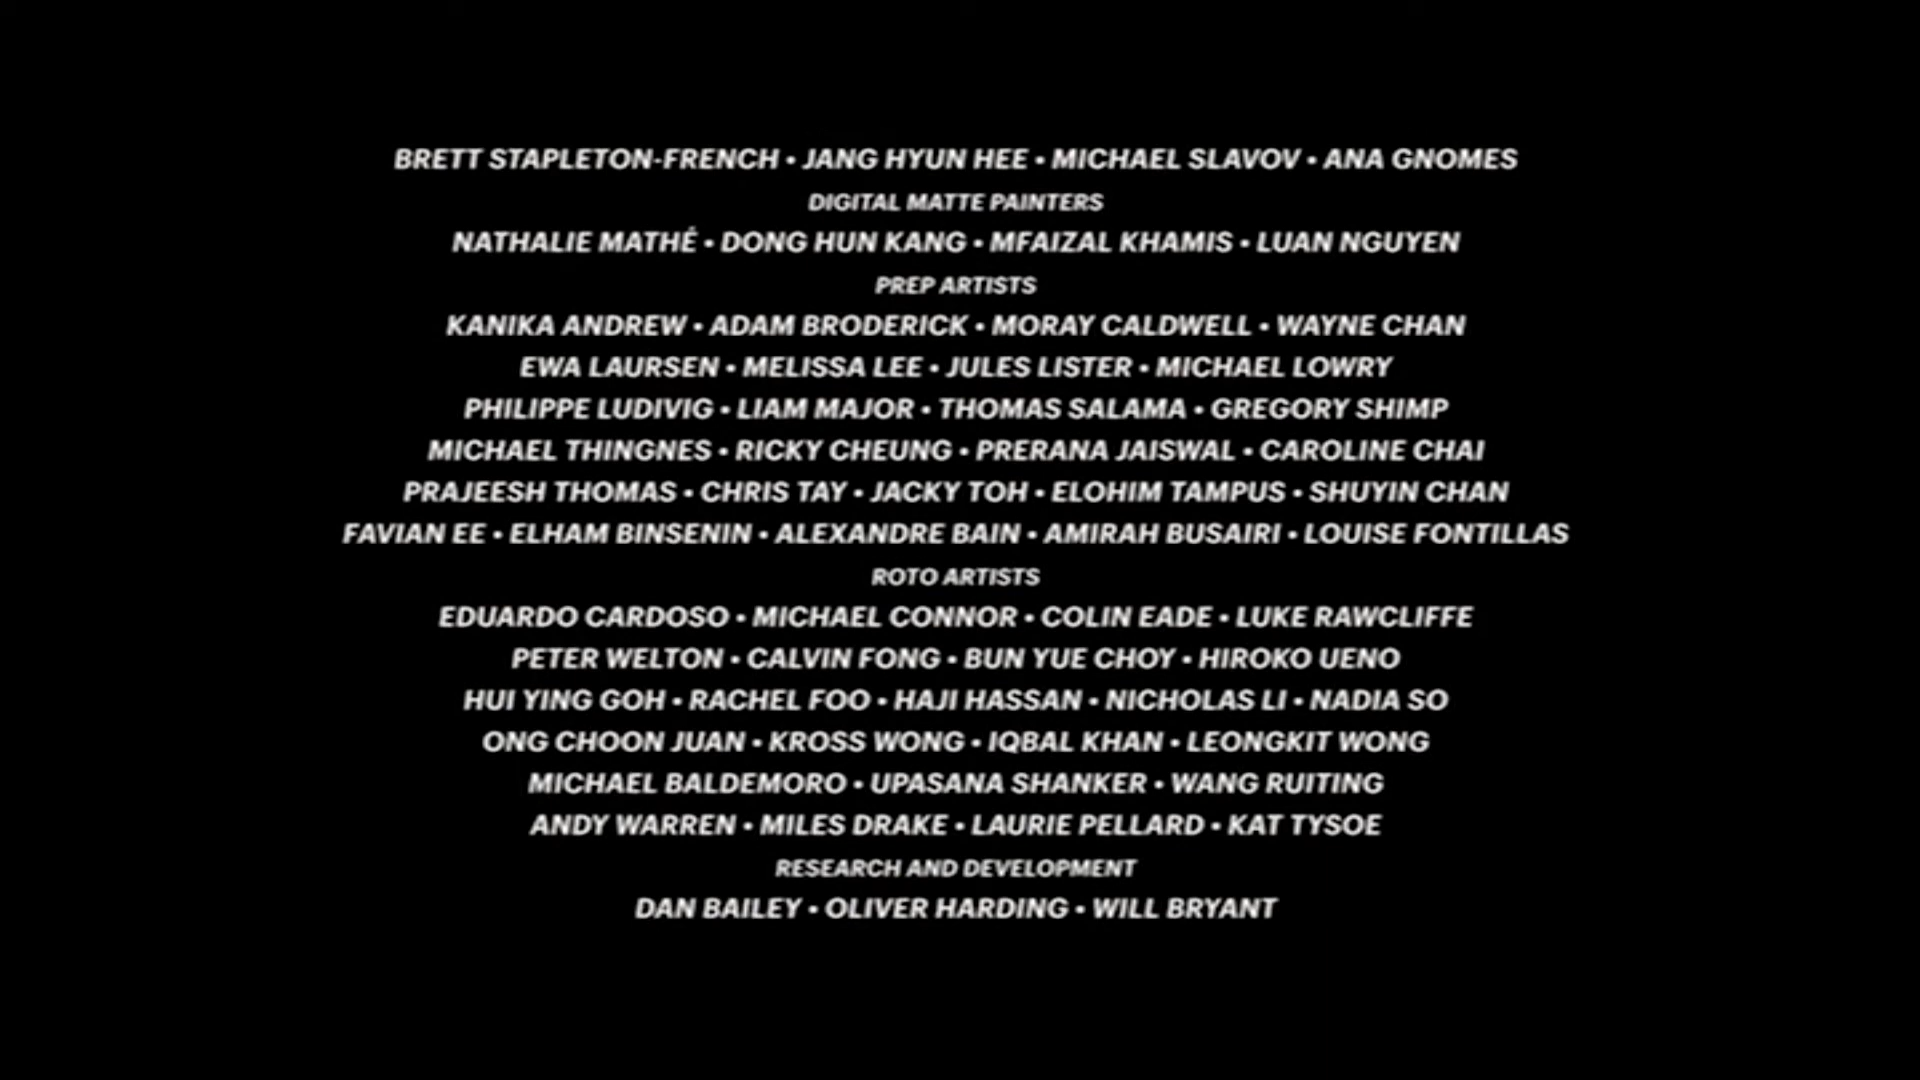 BRETT STAPLETON-FRENCH • JANG HYUN HEE • MICHAEL SLAVOV • ANA GNOMES
DIGITAL MATTE PAINTERS
NATHALIE MATHÉ • DONG HUN KANG • MFAIZAL KHAMIS • LUAN NGUYEN
PREP ARTISTS
KANIKA ANDREW • ADAM BRODERICK • MORAY CALDWELL • WAYNE CHAN
EWA LAURSEN • MELISSA LEE • JULES LISTER • MICHAEL LOWRY
PHILIPPE LUDIVIG • LIAM MAJOR • THOMAS SALAMA • GREGORY SHIMP
MICHAEL THINGNES • RICKY CHEUNG • PRERANA JAISWAL • CAROLINE CHAI
PRAJEESH THOMAS • CHRIS TAY • JACKY TOH • ELOHIM TAMPUS • SHUYIN CHAN
FAVIAN EE • ELHAM BINSENIN • ALEXANDRE BAIN • AMIRAH BUSAIRI • LOUISE FONTILLAS
ROTO ARTISTS
EDUARDO CARDOSO • MICHAEL CONNOR • COLIN EADE • LUKE RAWCLIFFE
PETER WELTON • CALVIN FONG • BUN YUE CHOY • HIROKO UENO
HUI YING GOH • RACHEL FOO • HAJI HASSAN • NICHOLAS LI • NADIA SO
ONG CHOON JUAN • KROSS WONG • IQBAL KHAN • LEONGKIT WONG
MICHAEL BALDEMORO • UPASANA SHANKER • WANG RUITING
ANDY WARREN • MILES DRAKE • LAURIE PELLARD • KAT TYSOE
RESEARCH AND DEVELOPMENT
DAN BAILEY • OLIVER HARDING • WILL BRYANT